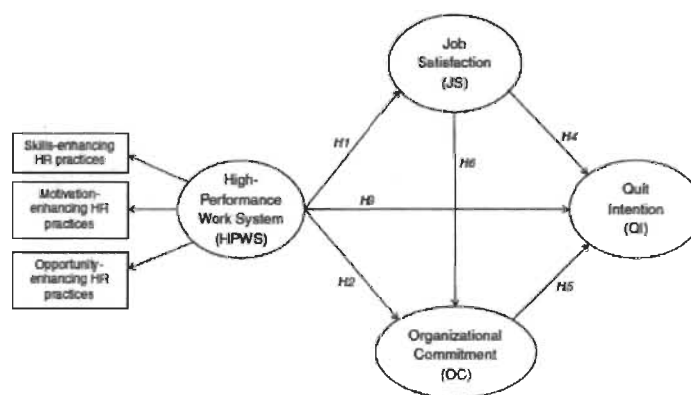 Job
Satisfaction
(JS)
H1
H4
H6
Skills-enhancing
HR practices
Motivation-
enhancing HR
practices
Opportunity-
enhancing HR
practices
High-
Performance
Work System
(HPWS)
Quit
Intention
(QI)
H2
H5
Organizational
Commitment
(OC)